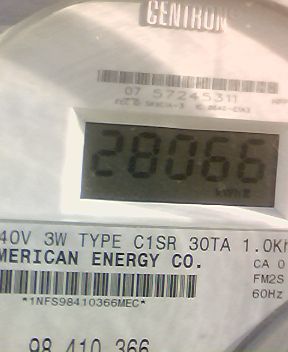 CENTRON
07 57245311
28066
kWh
40V 3W TYPE C1SR 30TA 1.0Kh
MERICAN ENERGY CO.
CA 0
FM2S
60Hz
*1NFS98410366MEC*
98 410 366